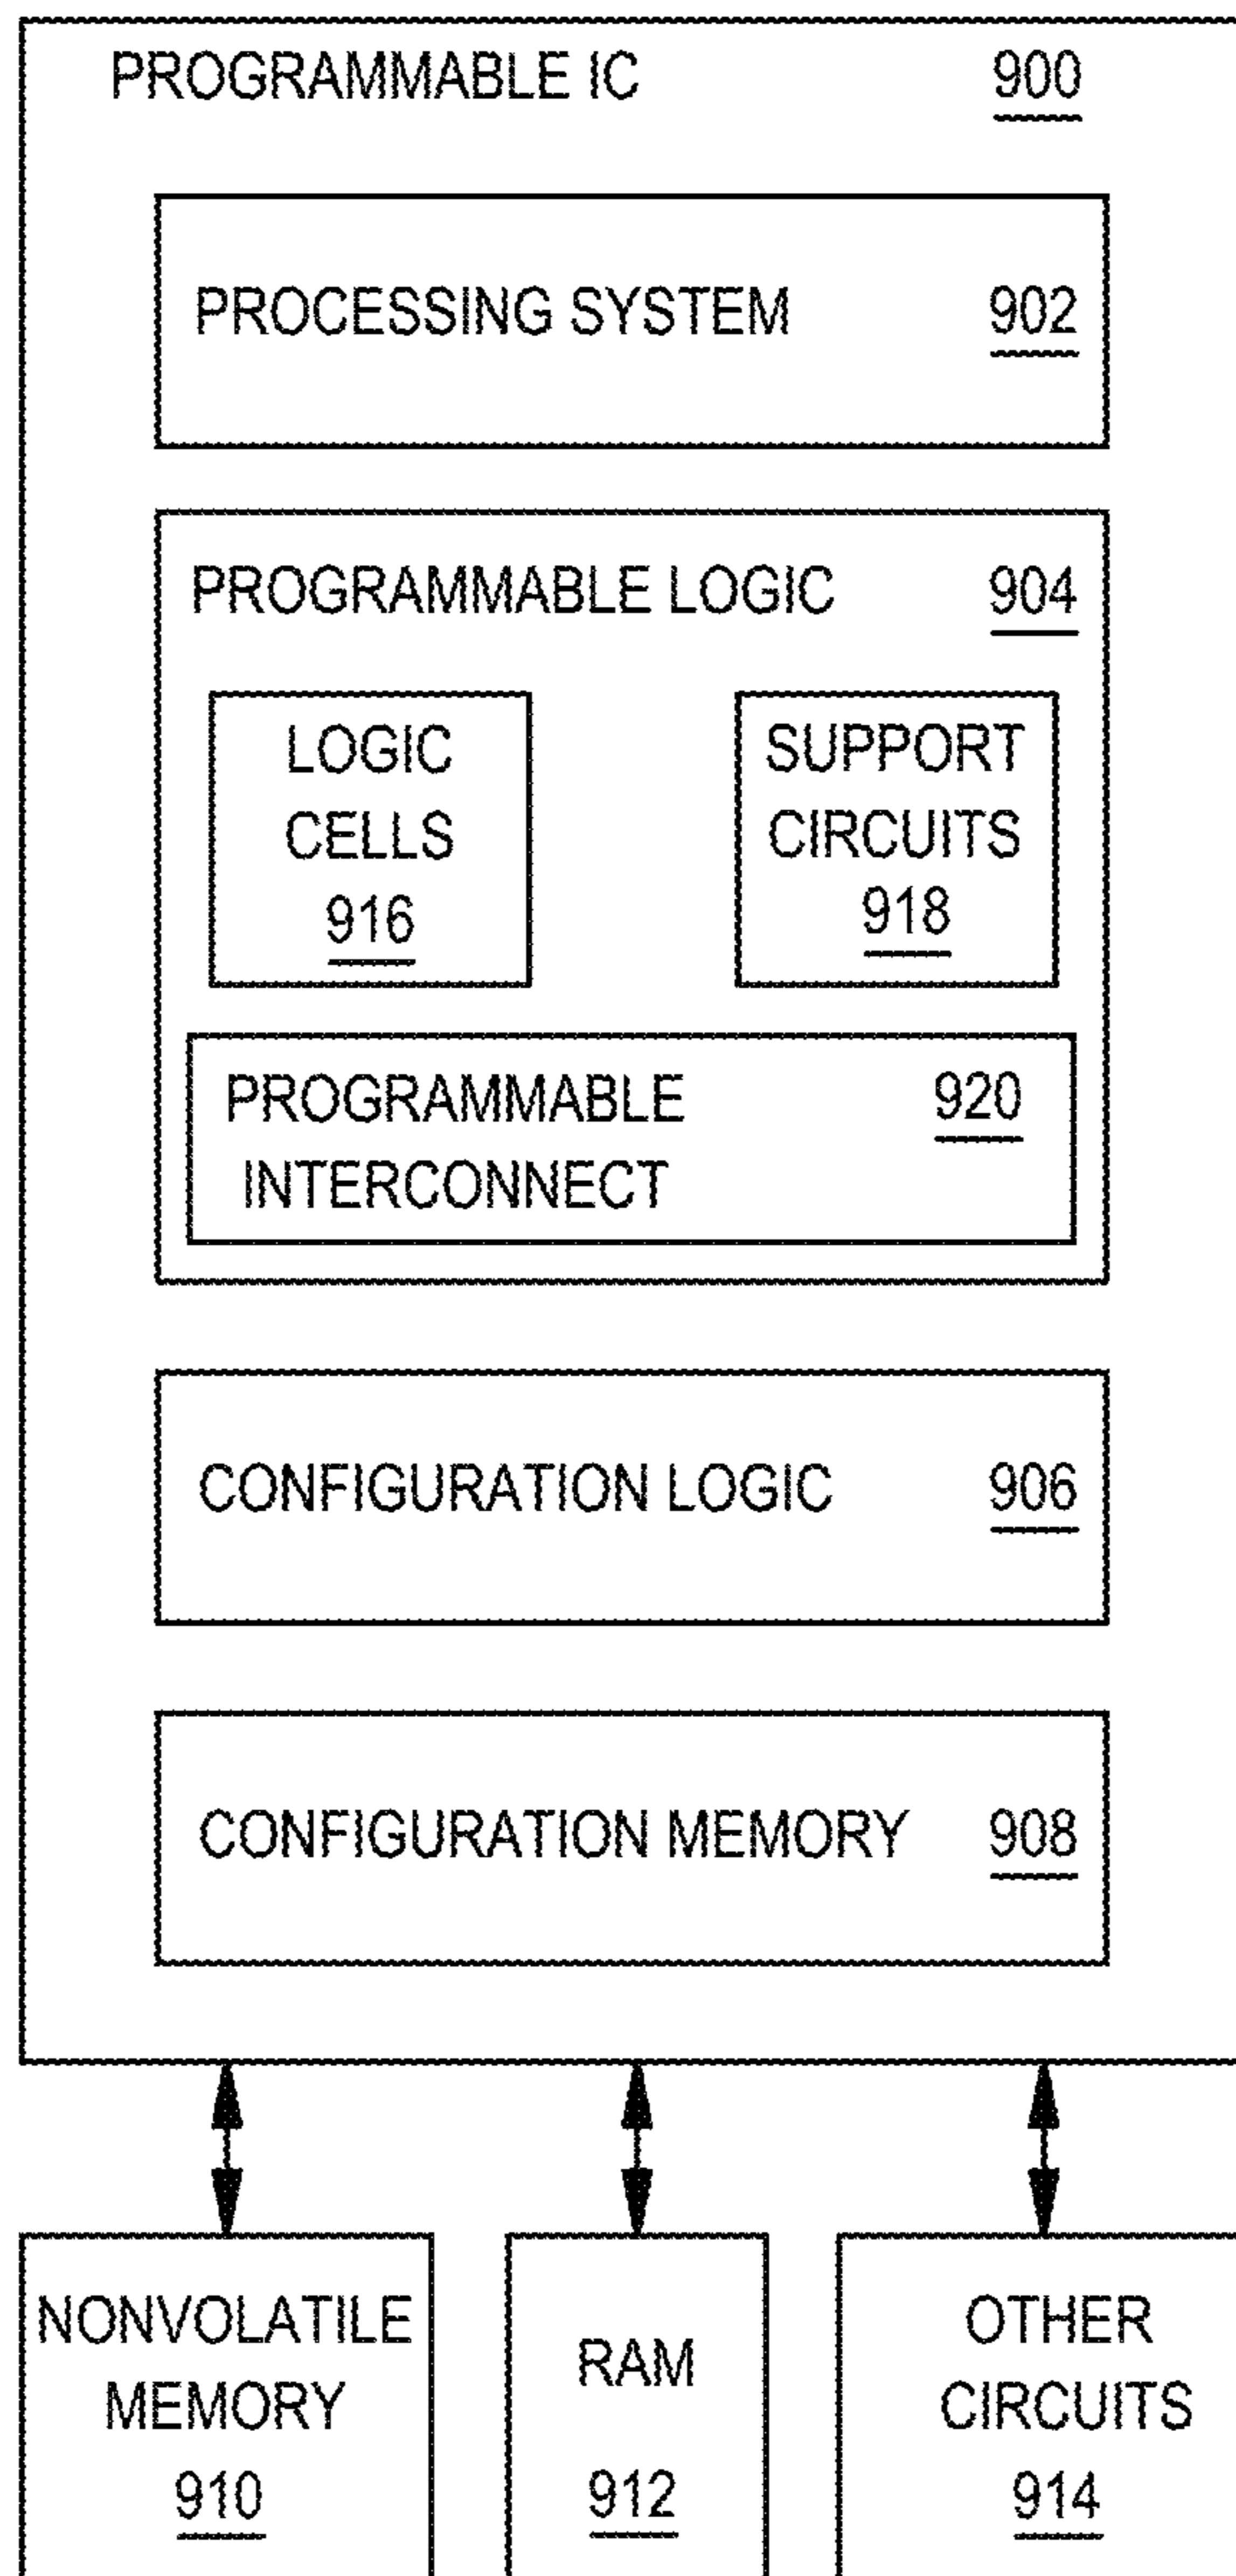 PROGRAMMABLE IC 900
PROCESSING SYSTEM 902
PROGRAMMABLE LOGIC 904
LOGIC
CELLS
916
SUPPORT
CIRCUITS
918
PROGRAMMABLE 920
INTERCONNECT
CONFIGURATION LOGIC 906
CONFIGURATION MEMORY 908
NONVOLATILE
MEMORY
910
RAM
912
OTHER
CIRCUITS
914